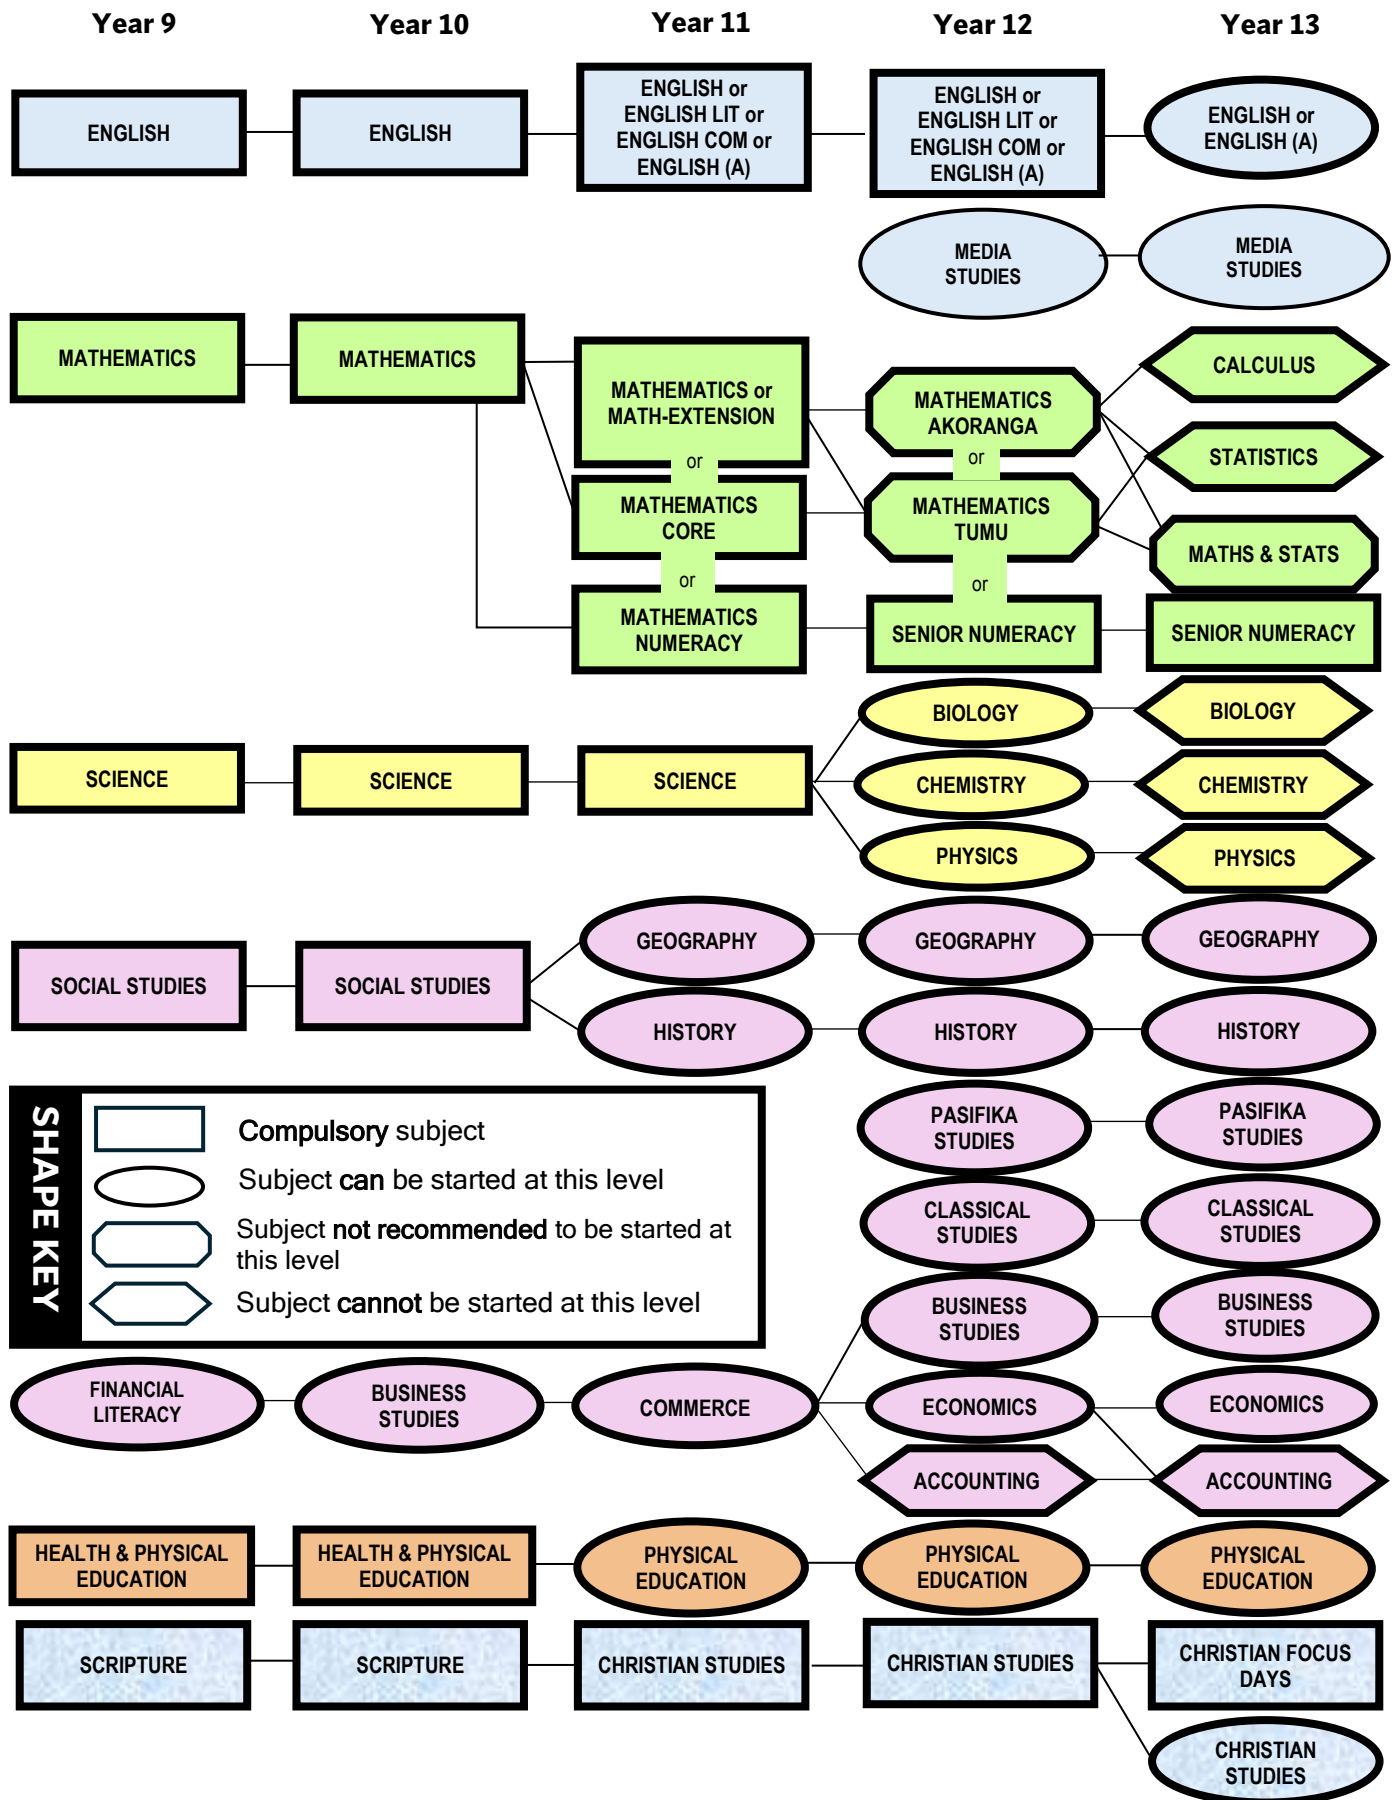 Year 9
Year 10
Year 11
Year 12
Year 13
ENGLISH
ENGLISH
ENGLISH or
ENGLISH LIT or
ENGLISH COM or
ENGLISH (A)
ENGLISH or
ENGLISH LIT or
ENGLISH COM or
ENGLISH (A)
ENGLISH or
ENGLISH (A)
MEDIA
STUDIES
MEDIA
STUDIES
MATHEMATICS
MATHEMATICS
MATHEMATICS or
MATH-EXTENSION
or
MATHEMATICS
CORE
or
MATHEMATICS
NUMERACY
MATHEMATICS
AKORANGA
or
MATHEMATICS
TUMU
or
SENIOR NUMERACY
CALCULUS
STATISTICS
MATHS & STATS
SENIOR NUMERACY
SCIENCE
SCIENCE
SCIENCE
BIOLOGY
BIOLOGY
CHEMISTRY
CHEMISTRY
PHYSICS
PHYSICS
SOCIAL STUDIES
SOCIAL STUDIES
GEOGRAPHY
GEOGRAPHY
GEOGRAPHY
HISTORY
HISTORY
HISTORY
SHAPE KEY
Compulsory subject
Subject can be started at this level
Subject not recommended to be started at
this level
Subject cannot be started at this level
PASIFIKA
STUDIES
PASIFIKA
STUDIES
CLASSICAL
STUDIES
CLASSICAL
STUDIES
BUSINESS
STUDIES
BUSINESS
STUDIES
FINANCIAL
LITERACY
BUSINESS
STUDIES
COMMERCE
ECONOMICS
ECONOMICS
ACCOUNTING
ACCOUNTING
HEALTH & PHYSICAL
EDUCATION
HEALTH & PHYSICAL
EDUCATION
PHYSICAL
EDUCATION
PHYSICAL
EDUCATION
PHYSICAL
EDUCATION
SCRIPTURE
SCRIPTURE
CHRISTIAN STUDIES
CHRISTIAN STUDIES
CHRISTIAN FOCUS
DAYS
CHRISTIAN
STUDIES